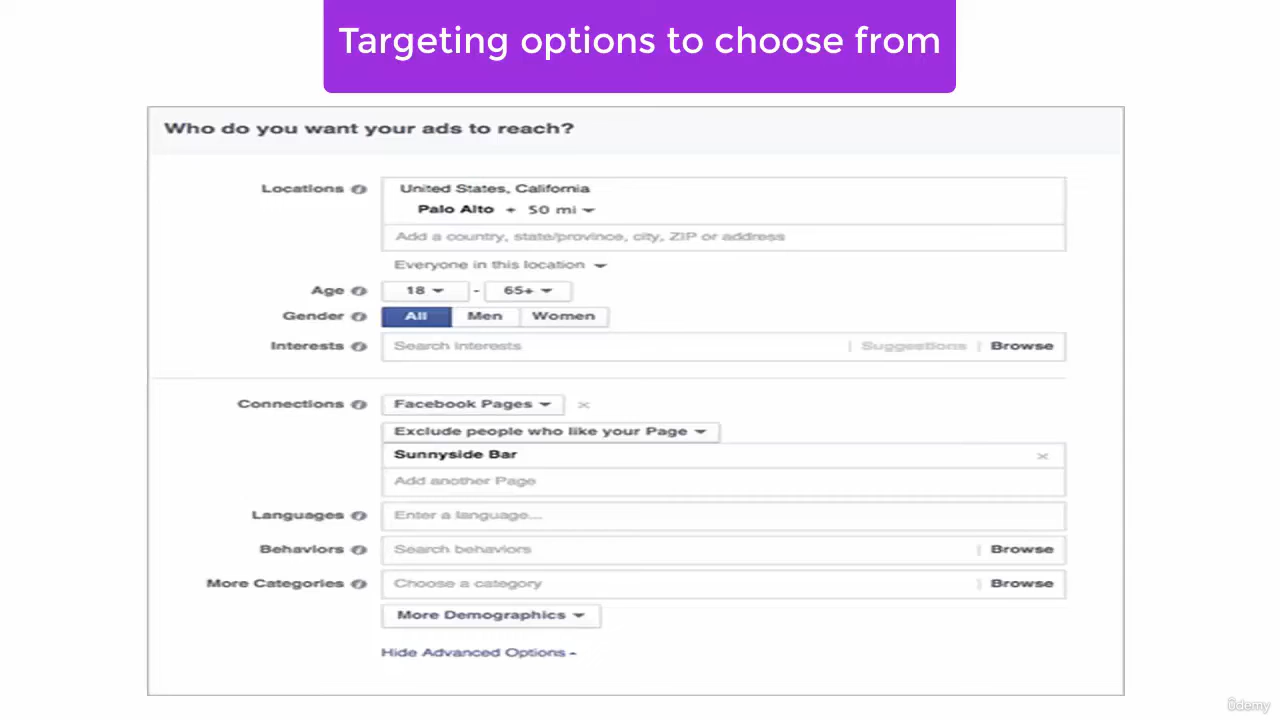 Targeting options to choose from
Who do you want your ads to reach?
Locations
United States, California
Palo Alto + 50 mi
Add a country, state/province, city, ZIP or address
Everyone in this location
Age 18 - 65+
Gender All Men Women
Interests Search interests | Suggestions | Browse
Connections Facebook Pages ×
Exclude people who like your Page
Sunnyside Bar ×
Add another Page
Languages Enter a language...
Behaviors Search behaviors | Browse
More Categories Choose a category | Browse
More Demographics
Hide Advanced Options
ûdemy